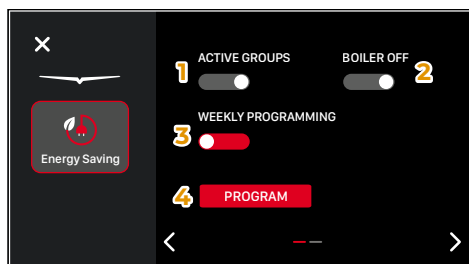 ACTIVE GROUPS
BOILER OFF
1
2
WEEKLY PROGRAMMING
3
Energy Saving
4
PROGRAM